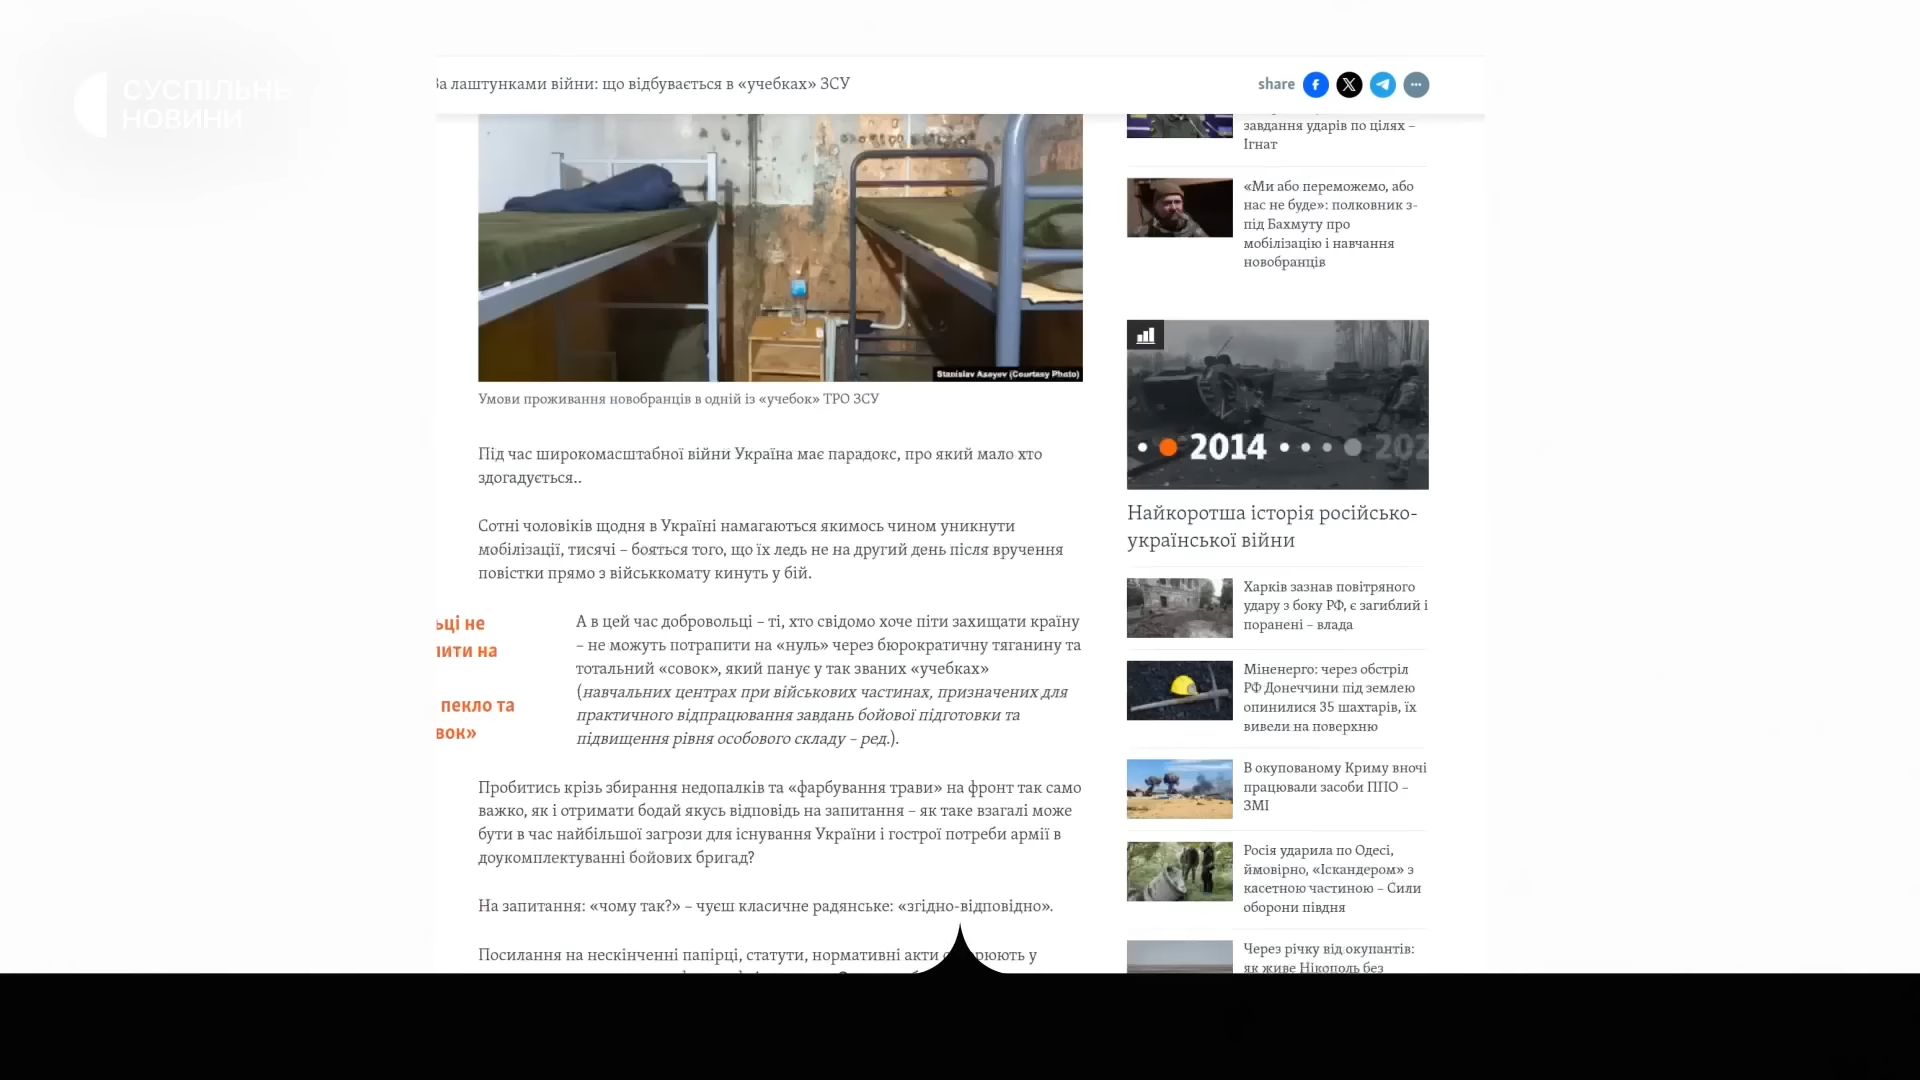 СУСПІЛЬНЕ
НОВИНИ
За лаштунками війни: що відбувається в «учебках» ЗСУ
share
Stanislav Aseyev (Courtesy Photo)
Умови проживання новобранців в одній із «учебок» ТРО ЗСУ
Під час широкомасштабної війни Україна має парадокс, про який мало хто
здогадується..
Сотні чоловіків щодня в Україні намагаються якимось чином уникнути
мобілізації, тисячі – бояться того, що їх ледь не на другий день після вручення
повістки прямо з військкомату кинуть у бій.
ьці не
ити на
пекло та
вок»
А в цей час добровольці – ті, хто свідомо хоче піти захищати країну
– не можуть потрапити на «нуль» через бюрократичну тяганину та
тотальний «совок», який панує у так званих «учебках»
(навчальних центрах при військових частинах, призначених для
практичного відпрацювання завдань бойової підготовки та
підвищення рівня особового складу – ред.).
Пробитись крізь збирання недопалків та «фарбування трави» на фронт так само
важко, як і отримати бодай якусь відповідь на запитання – як таке взагалі може
бути в час найбільшої загрози для існування України і гострої потреби армії в
доукомплектуванні бойових бригад?
На запитання: «чому так?» – чуєш класичне радянське: «згідно-відповідно».
Посилання на нескінченні папірці, статути, нормативні акти рюють у
завдання ударів по цілях –
Ігнат
«Ми або переможемо, або
нас не буде»: полковник з-
під Бахмуту про
мобілізацію і навчання
новобранців
2014
202
Найкоротша історія російсько-
української війни
Харків зазнав повітряного
удару з боку РФ, є загиблий і
поранені – влада
Міненерго: через обстріл
РФ Донеччини під землею
опинилися 35 шахтарів, їх
вивели на поверхню
В окупованому Криму вночі
працювали засоби ППО –
ЗМІ
Росія ударила по Одесі,
ймовірно, «Іскандером» з
касетною частиною – Сили
оборони півдня
Через річку від окупантів:
як живе Нікополь без